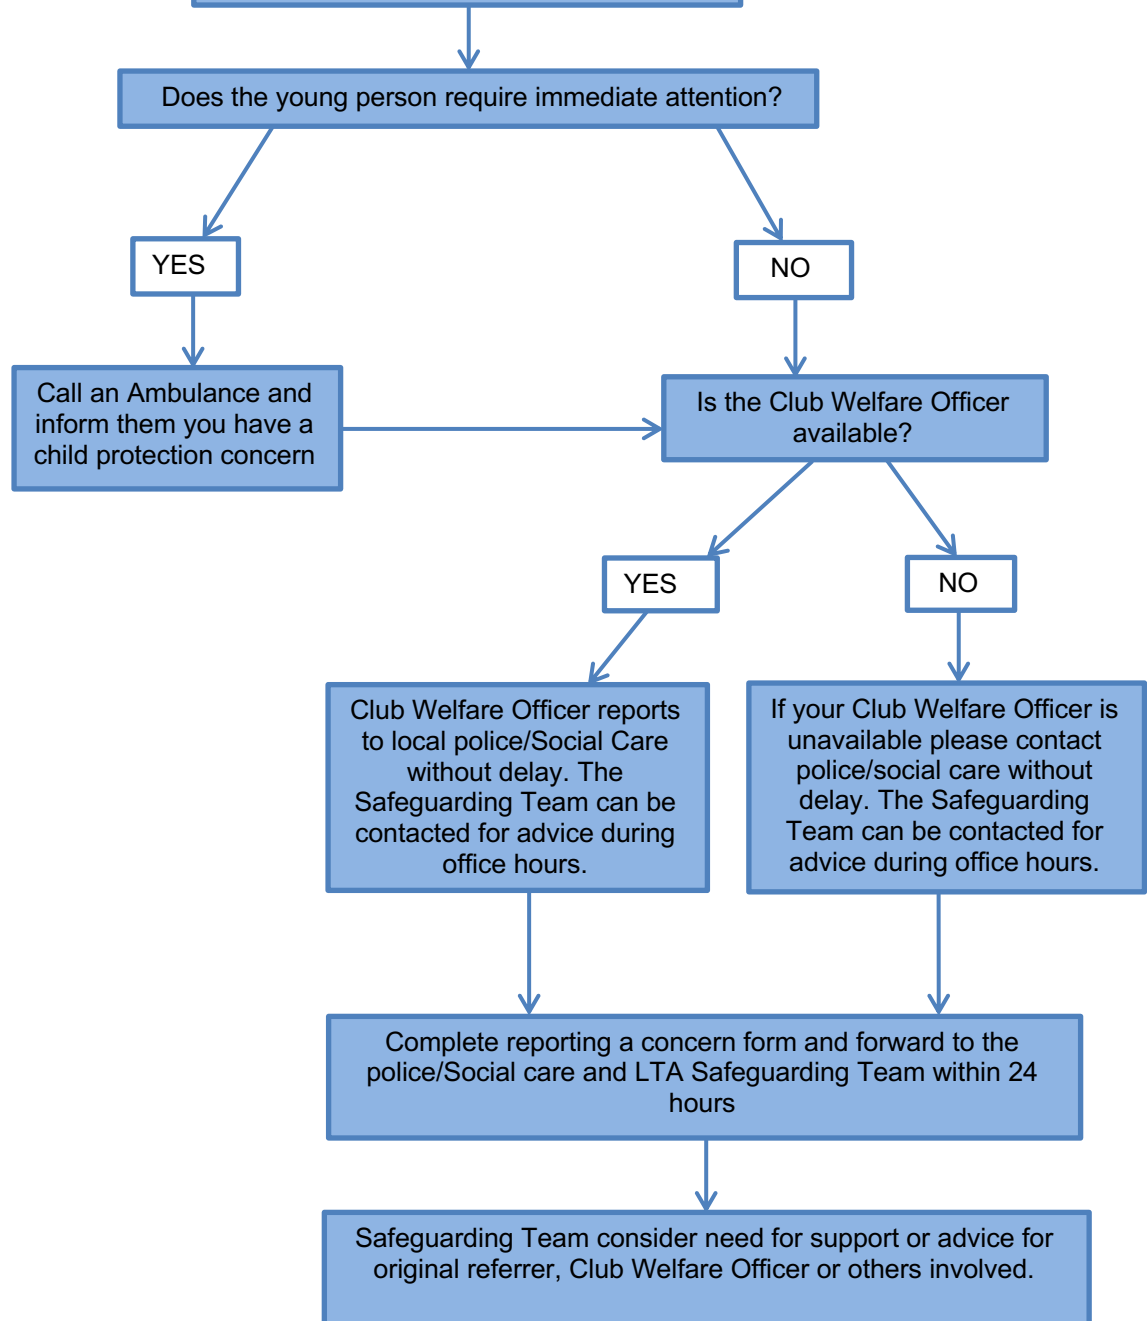 Does the young person require immediate attention?
YES
NO
Call an Ambulance and
inform them you have a
child protection concern
Is the Club Welfare Officer
available?
YES
NO
Club Welfare Officer reports
to local police/Social Care
without delay. The
Safeguarding Team can be
contacted for advice during
office hours.
If your Club Welfare Officer is
unavailable please contact
police/social care without
delay. The Safeguarding
Team can be contacted for
advice during office hours.
Complete reporting a concern form and forward to the
police/Social care and LTA Safeguarding Team within 24
hours
Safeguarding Team consider need for support or advice for
original referrer, Club Welfare Officer or others involved.